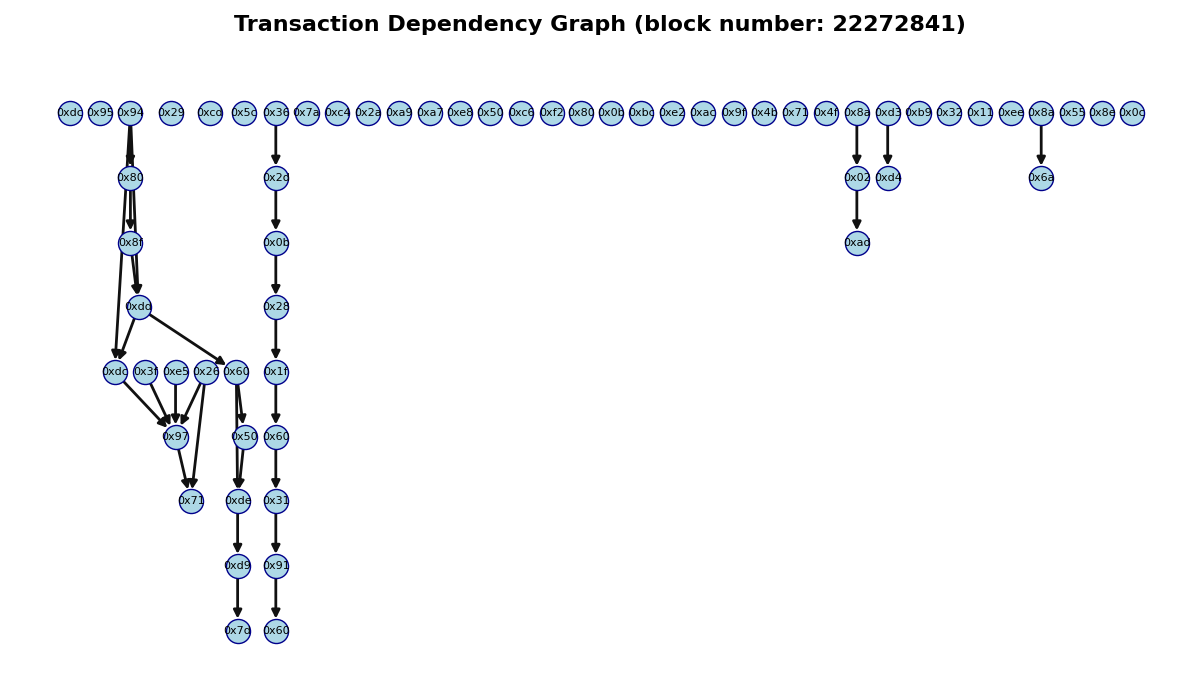 Transaction Dependency Graph (block number: 22272841)
0xdc 0x95 0x94 0x29 0xcd 0x5c 0x36 0x7a 0xc4 0x2a 0xa9 0xa7 0xe8 0x50 0xc6 0xf2 0x80 0x0b 0xbc 0xe2 0xac 0x9f 0x4b 0x71 0x4f 0x8a 0xd3 0xb9 0x32 0x11 0xee 0x8a 0x55 0x8e 0x0c
0x80 0x2d 0x02 0xd4 0x6a
0x8f 0x0b 0xad
0xdd 0x28
0xdc 0x3f 0xe5 0x26 0x60 0x1f
0x97 0x50 0x60
0x71 0xde 0x31
0xd9 0x91
0x7d 0x60